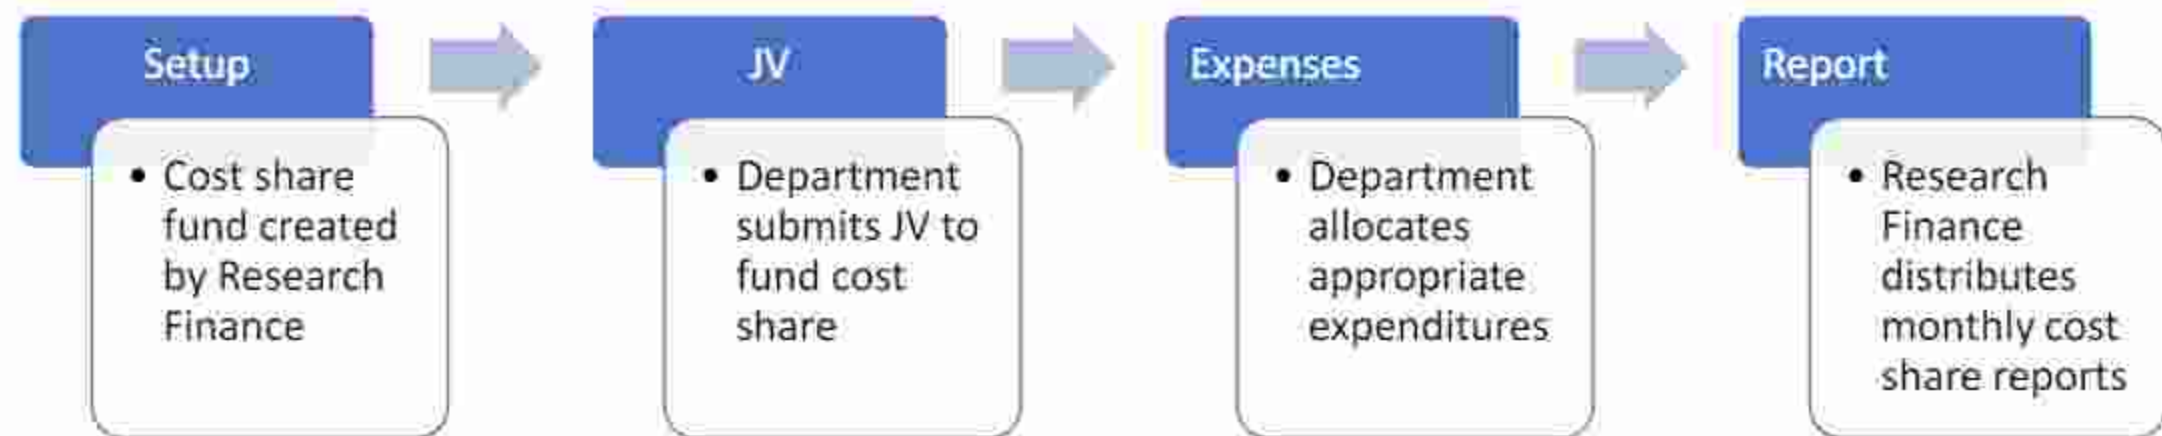 Setup
• Cost share
fund created
by Research
Finance
JV
• Department
submits JV to
fund cost
share
Expenses
• Department
allocates
appropriate
expenditures
Report
• Research
Finance
distributes
monthly cost
share reports